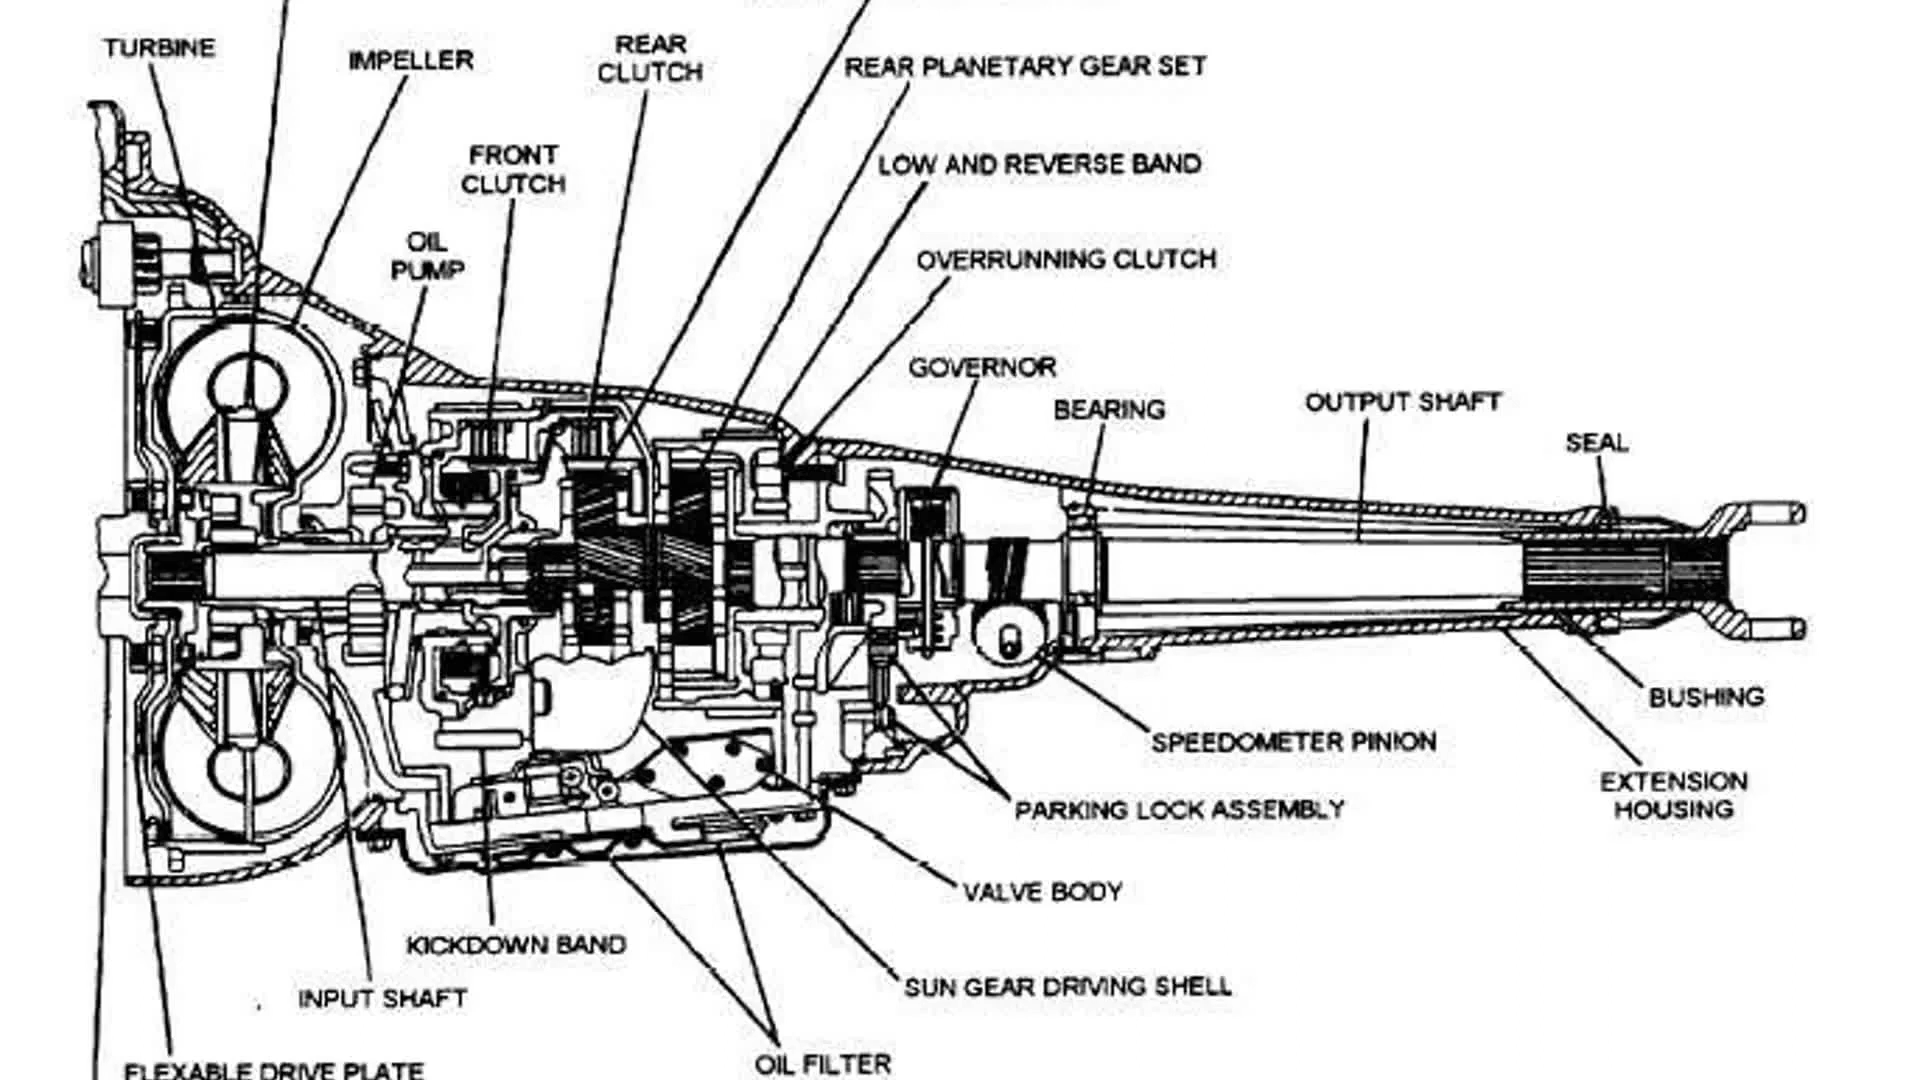 TURBINE
IMPELLER
REAR
CLUTCH
REAR PLANETARY GEAR SET
FRONT
CLUTCH
LOW AND REVERSE BAND
OIL
PUMP
OVERRUNNING CLUTCH
GOVERNOR
BEARING
OUTPUT SHAFT
SEAL
BUSHING
SPEEDOMETER PINION
EXTENSION
HOUSING
PARKING LOCK ASSEMBLY
VALVE BODY
KICKDOWN BAND
SUN GEAR DRIVING SHELL
INPUT SHAFT
OIL FILTER
FLEXABLE DRIVE PLATE